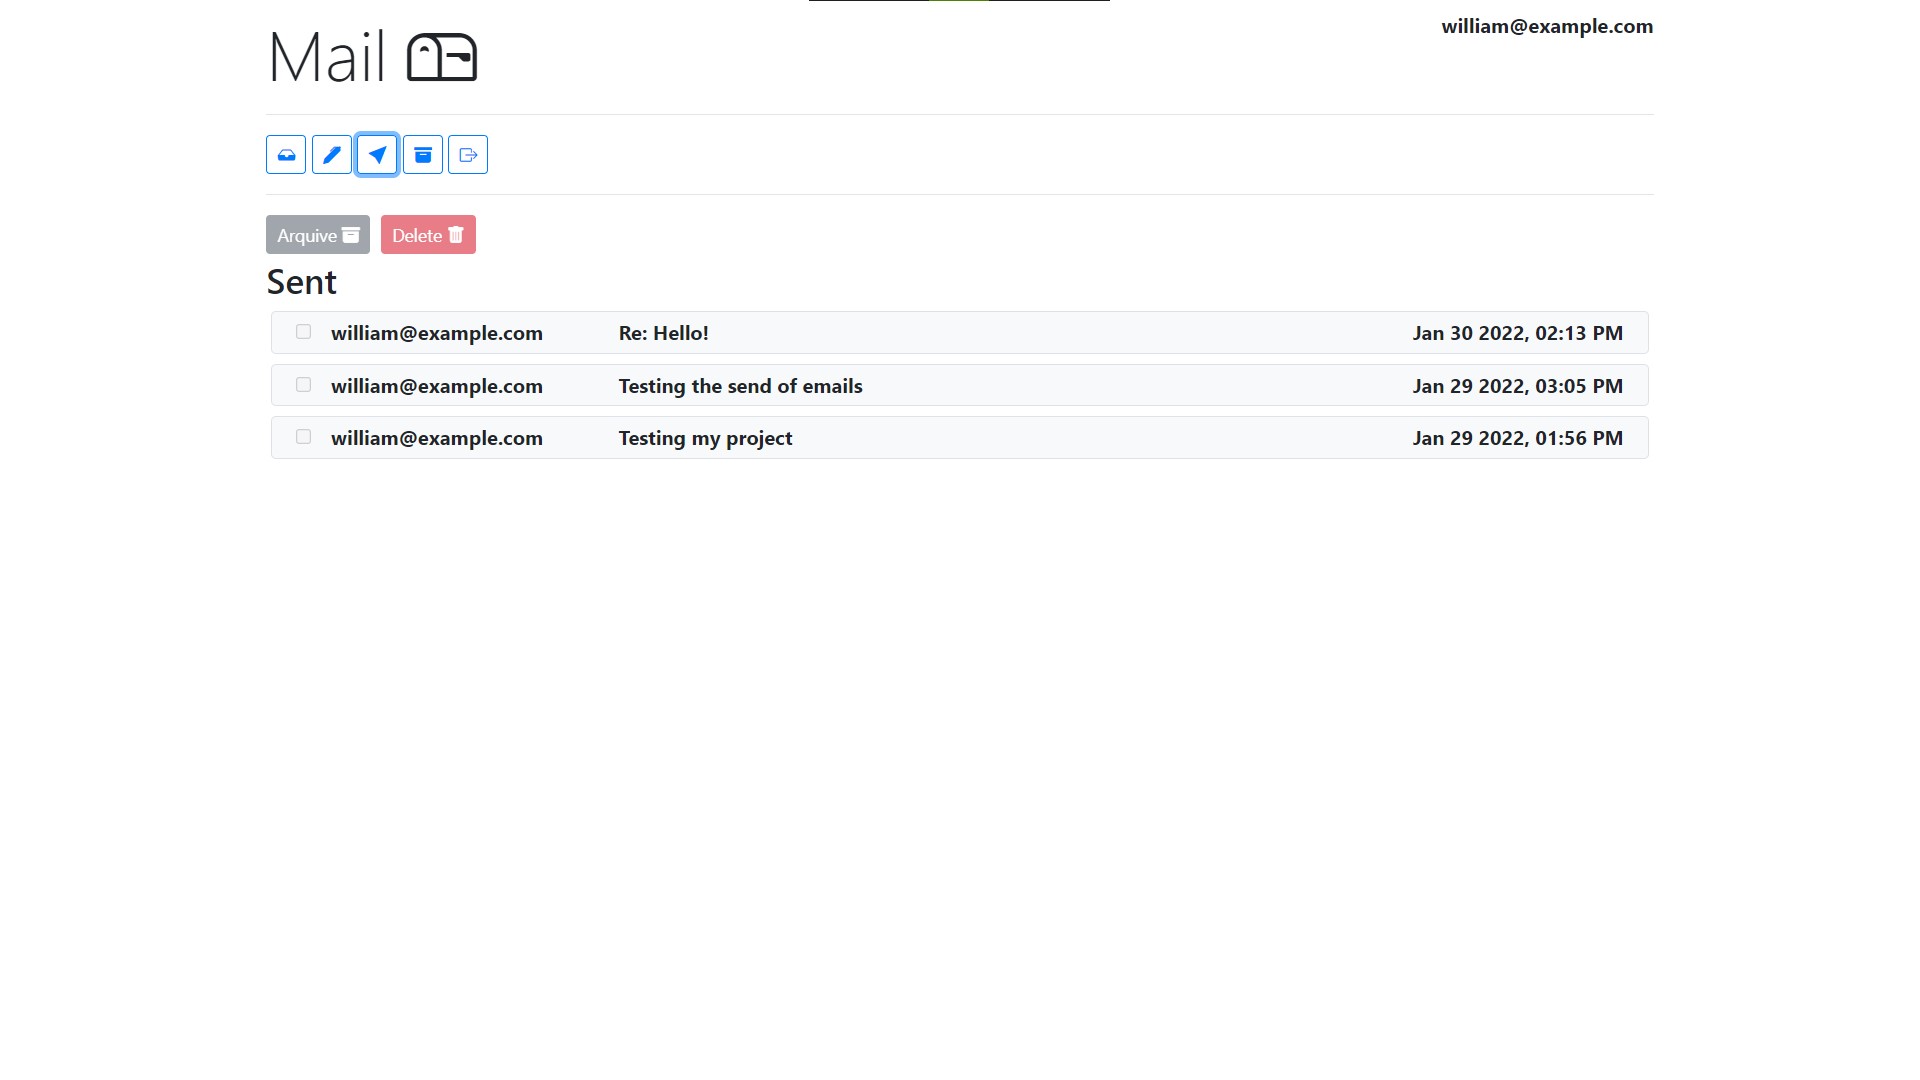 Mail
william@example.com
Arquive
Delete
Sent
william@example.com Re: Hello! Jan 30 2022, 02:13 PM
william@example.com Testing the send of emails Jan 29 2022, 03:05 PM
william@example.com Testing my project Jan 29 2022, 01:56 PM